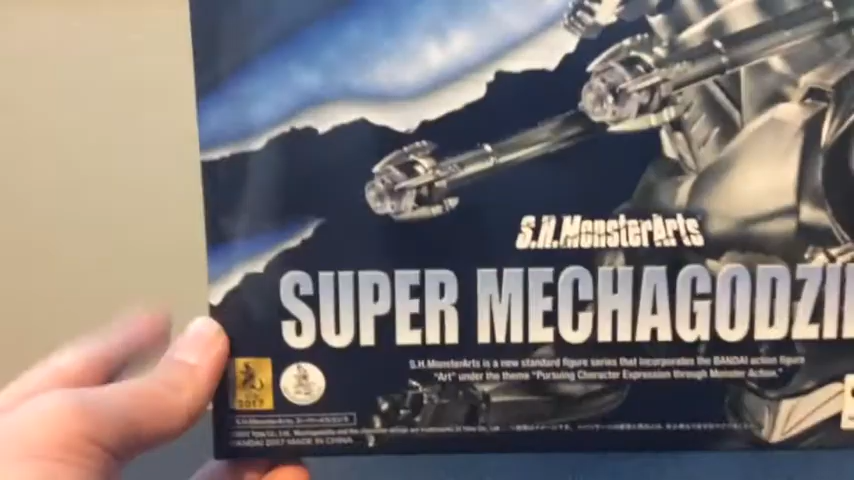 S.H.MonsterArts
SUPER MECHAGODZI
S.H.MonsterArts is a new standard figure series that incorporates the BANDAI action figure
"Art" under the theme "Pursuing Character Expression through Monster Action."
2017
BANDAI 2017 MADE IN CHINA